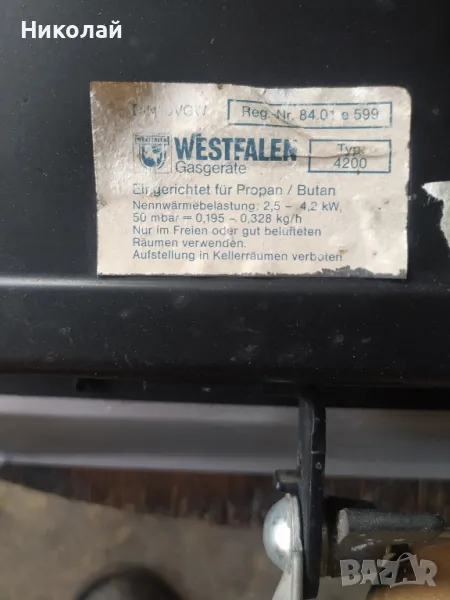 Николай
DVGW Reg.-Nr. 84.01 e 599
WESTFALEN
Gasgeräte
Typ
4200
Eingerichtet für Propan / Butan
Nennwärmebelastung: 2,5 – 4,2 kW,
50 mbar = 0,195 – 0,328 kg/h
Nur im Freien oder gut belüfteten
Räumen verwenden.
Aufstellung in Kellerräumen verboten
bazar